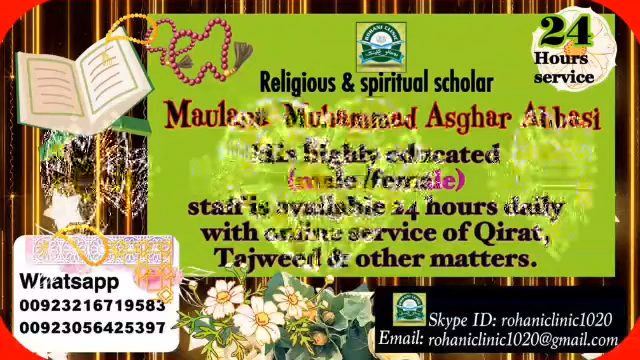 24
Hours
service
ROHANI CLINIC
Religious & spiritual scholar
Maulana Muhammad Asghar Abbasi
His highly educated
(male/female)
staff is available 24 hours daily
with online service of Qirat,
Tajweed & other matters.
Whatsapp
00923216719583
00923056425397
Skype ID: rohaniclinic1020
Email: rohaniclinic1020@gmail.com